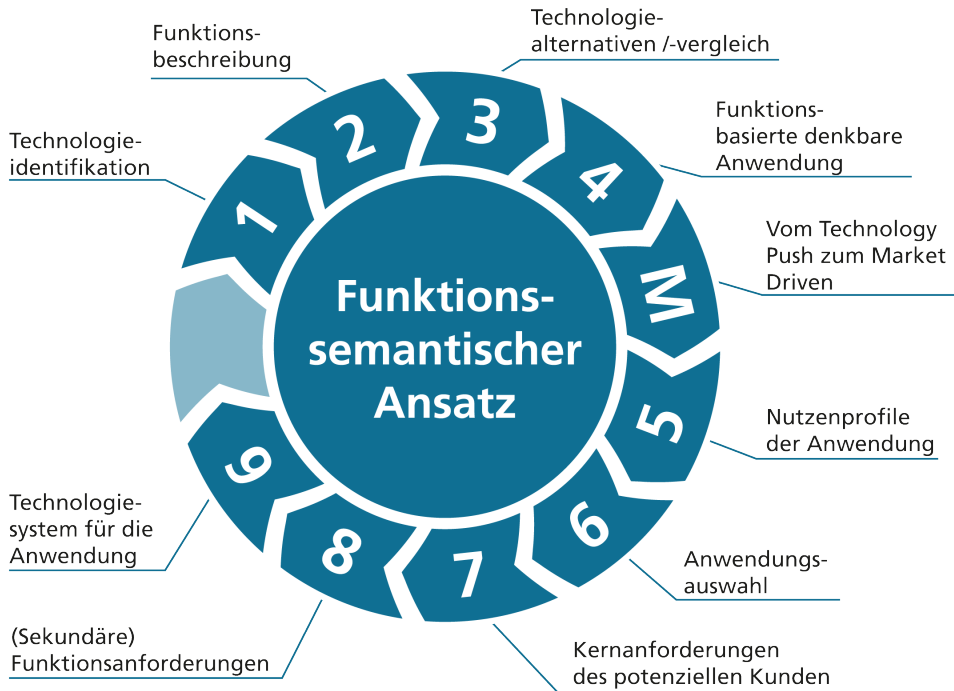 Funktions-
semantischer
Ansatz
1
Technologie-
identifikation
2
Funktions-
beschreibung
3
Technologie-
alternativen /-vergleich
4
Funktions-
basierte denkbare
Anwendung
M
Vom Technology
Push zum Market
Driven
5
Nutzenprofile
der Anwendung
6
Anwendungs-
auswahl
7
Kernanforderungen
des potenziellen Kunden
8
(Sekundäre)
Funktionsanforderungen
9
Technologie-
system für die
Anwendung